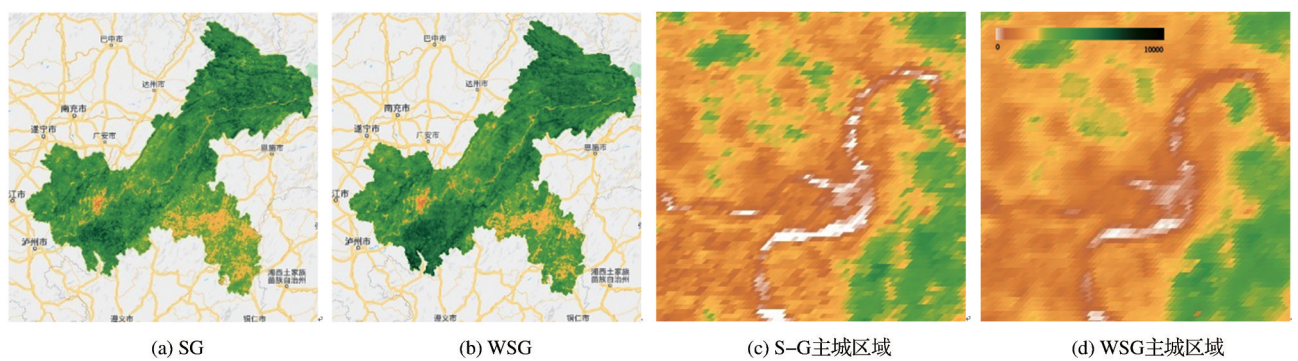 巴中市
达州市
南充市
遂宁市
广安市
恩施市
江市
泸州市
湘西土家族
苗族自治州
遵义市
铜仁市
巴中市
达州市
南充市
遂宁市
广安市
恩施市
江市
泸州市
湘西土家族
苗族自治州
遵义市
铜仁市
0
10000
(a) SG
(b) WSG
(c) S-G主城区域
(d) WSG主城区域